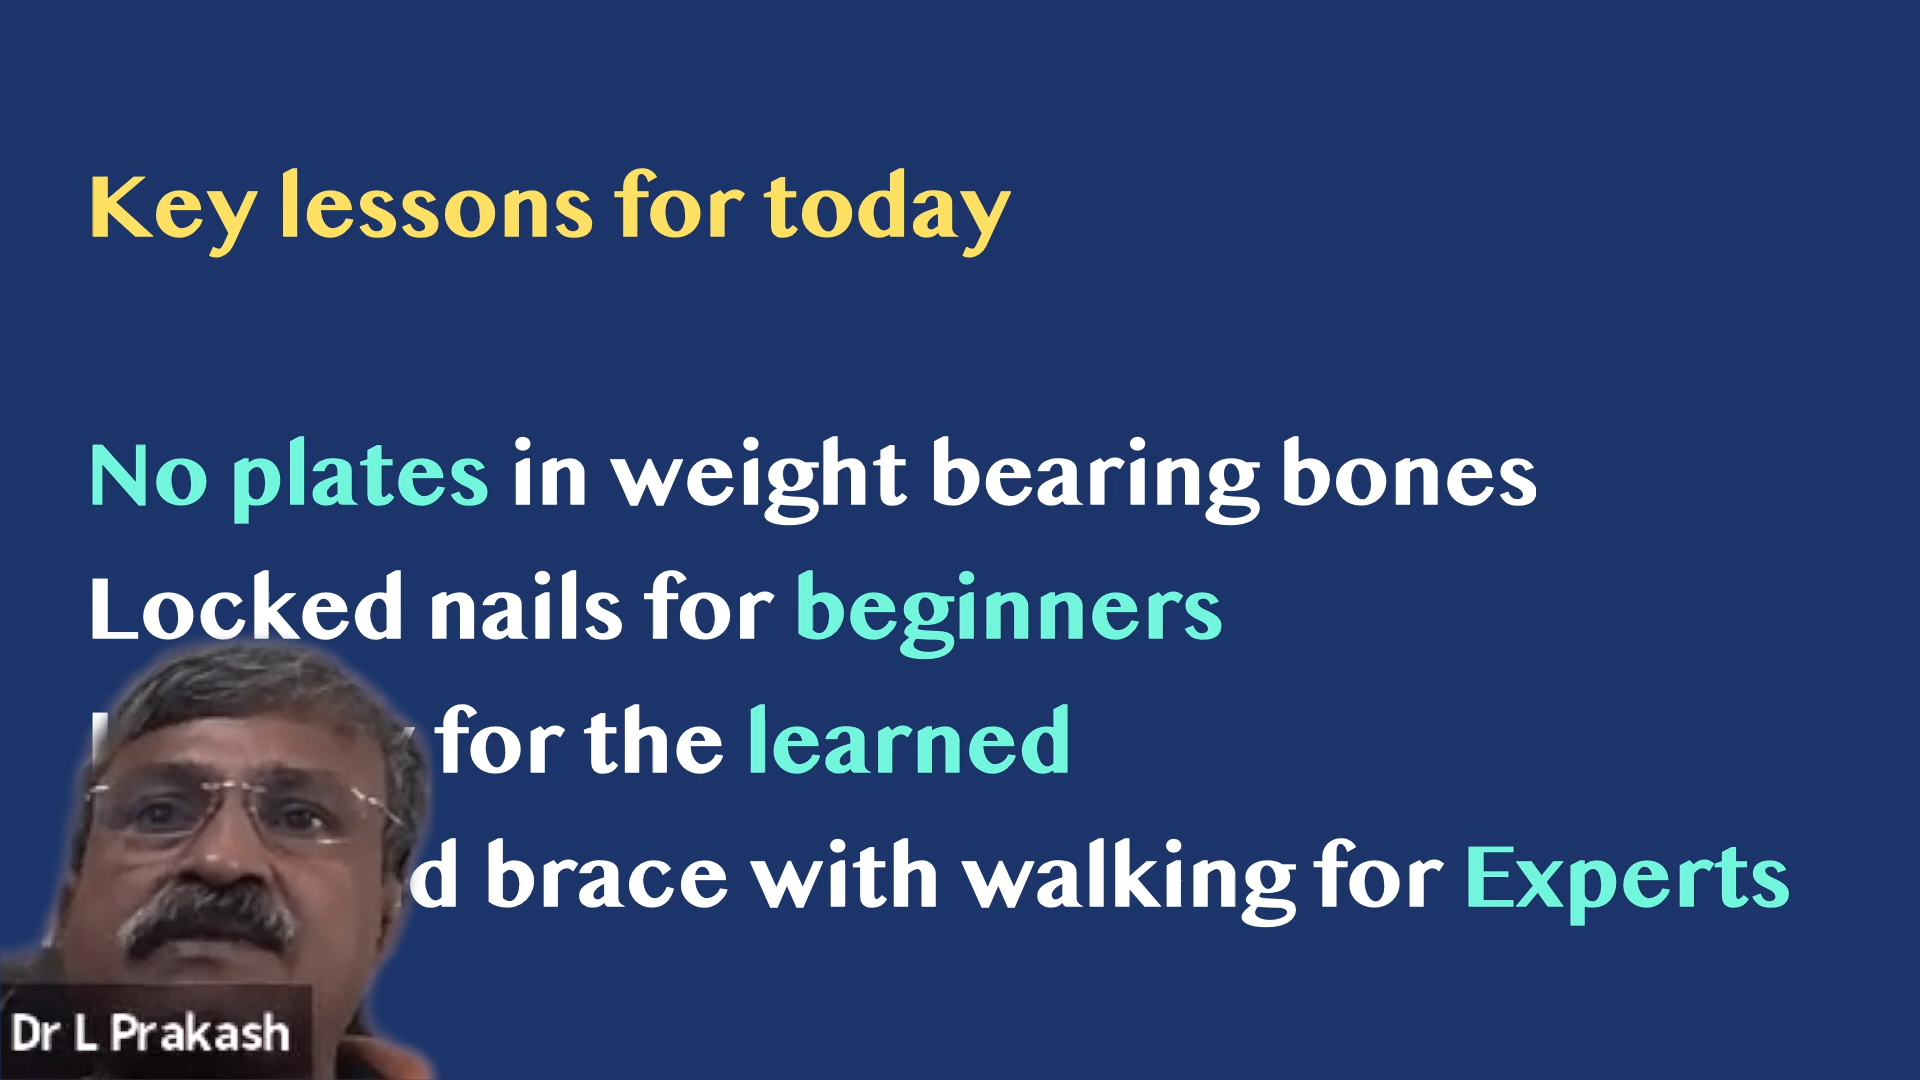 Key lessons for today
No plates in weight bearing bones
Locked nails for beginners
for the learned
brace with walking for Experts
Dr L Prakash